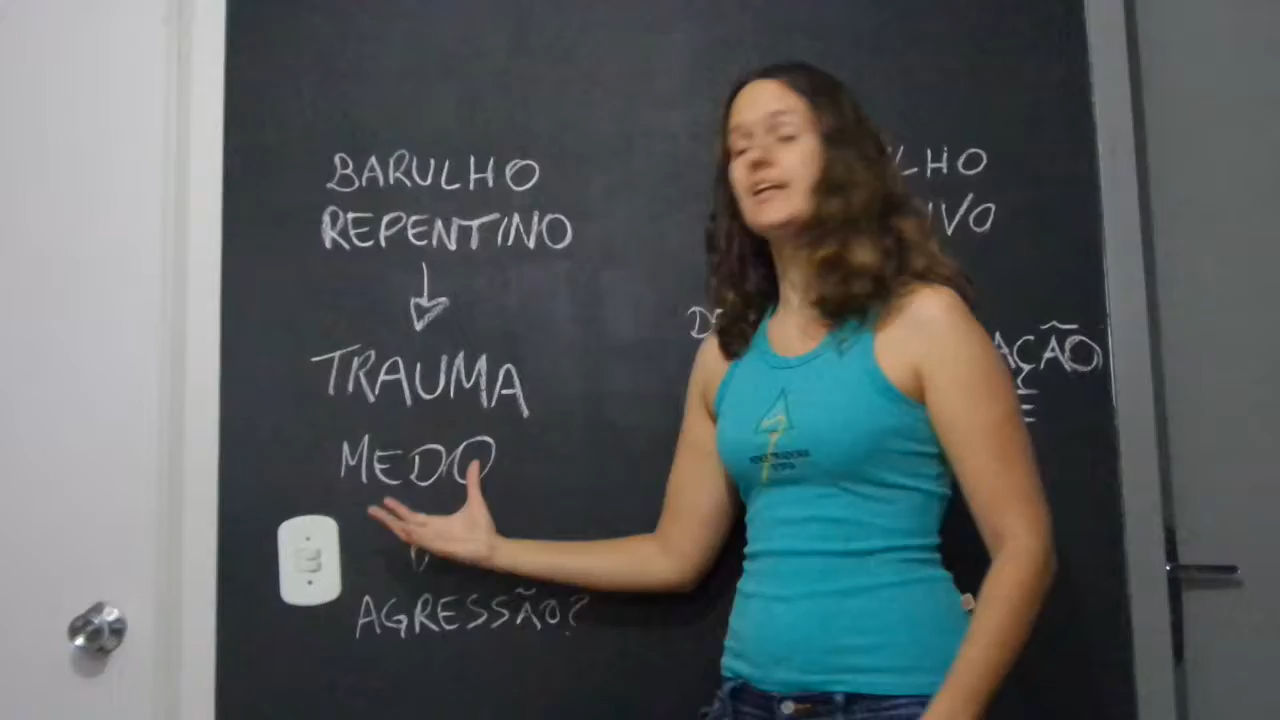 BARULHO
REPENTINO
TRAUMA
MEDO
AGRESSÃO?
LHO
IVO
AÇÃO
E